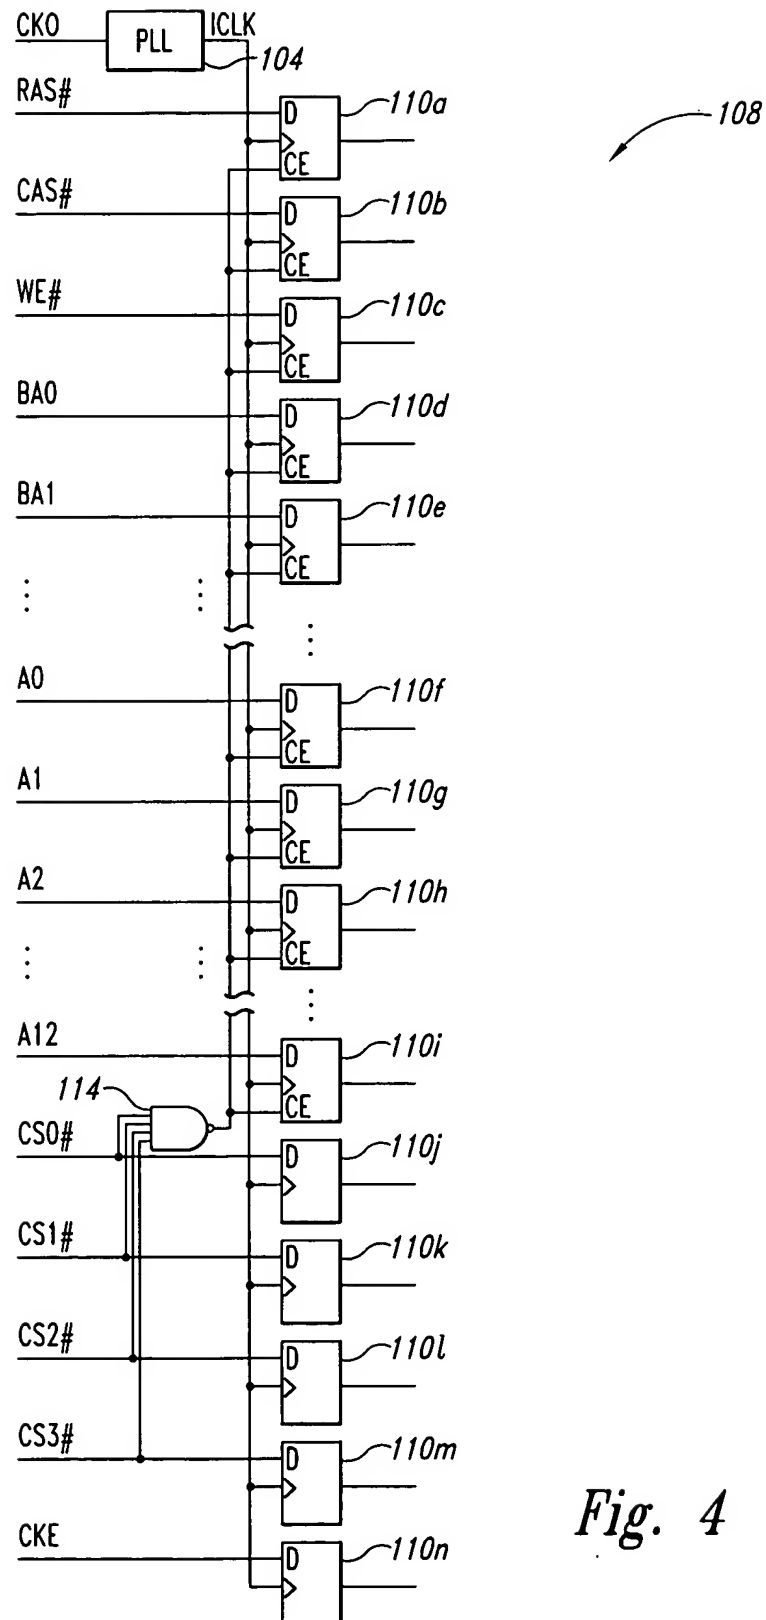 CK0 PLL ICLK
104
RAS# D 110a
CE
108
CAS# D 110b
CE
WE# D 110c
CE
BA0 D 110d
CE
BA1 D 110e
CE
A0 D 110f
CE
A1 D 110g
CE
A2 D 110h
CE
A12 D 110i
CE
114
CS0# D 110j
CS1# D 110k
CS2# D 110l
CS3# D 110m
CKE D 110n
Fig. 4